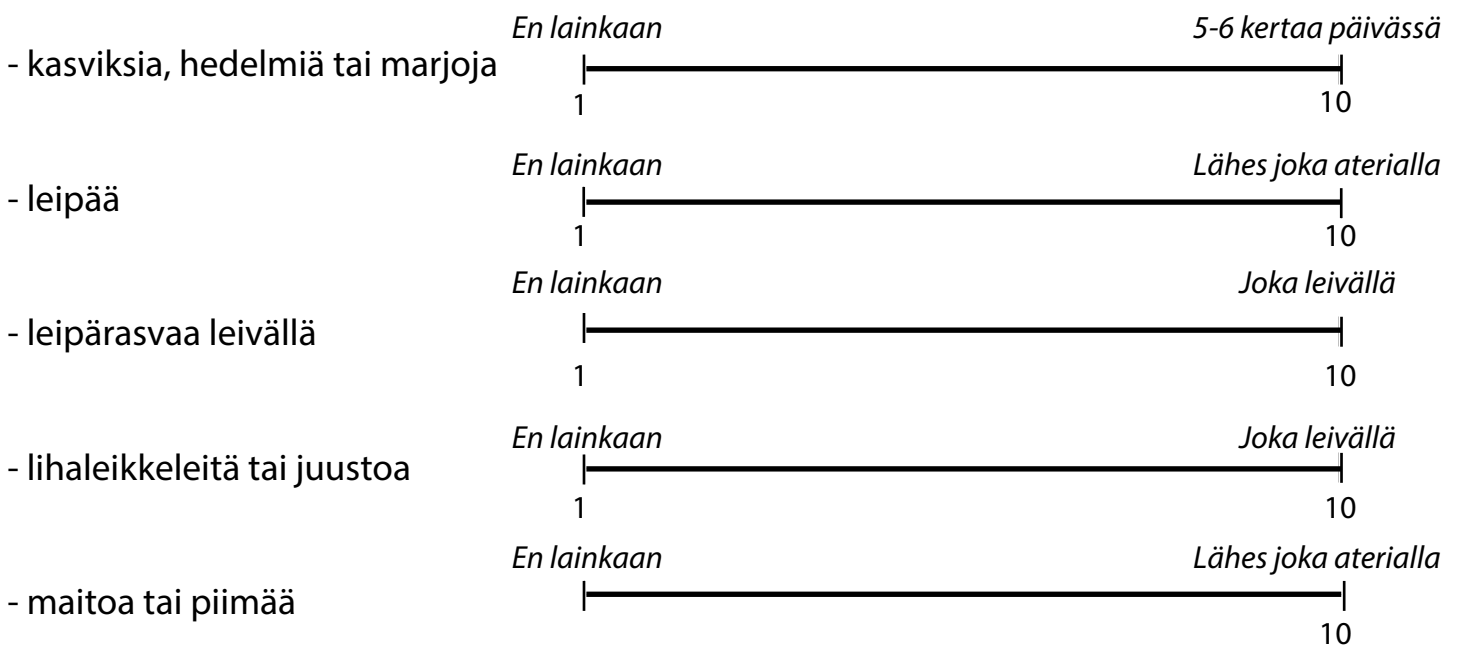 En lainkaan 5-6 kertaa päivässä
- kasviksia, hedelmiä tai marjoja
1 10
En lainkaan Lähes joka aterialla
- leipää
1 10
En lainkaan Joka leivällä
- leipärasvaa leivällä
1 10
En lainkaan Joka leivällä
- lihaleikkeleitä tai juustoa
1 10
En lainkaan Lähes joka aterialla
- maitoa tai piimää
10